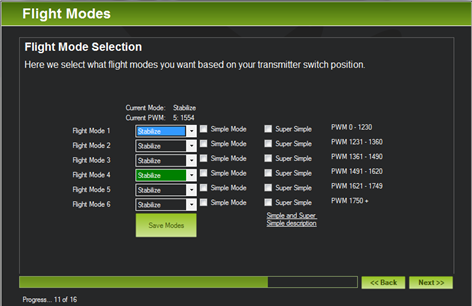 Flight Modes
Flight Mode Selection
Here we select what flight modes you want based on your transmitter switch position.
Current Mode: Stabilize
Current PWM: 5: 1554
Flight Mode 1 Stabilize Simple Mode Super Simple PWM 0 - 1230
Flight Mode 2 Stabilize Simple Mode Super Simple PWM 1231 - 1360
Flight Mode 3 Stabilize Simple Mode Super Simple PWM 1361 - 1490
Flight Mode 4 Stabilize Simple Mode Super Simple PWM 1491 - 1620
Flight Mode 5 Stabilize Simple Mode Super Simple PWM 1621 - 1749
Flight Mode 6 Stabilize Simple Mode Super Simple PWM 1750 +
Simple and Super
Simple description
Save Modes
<< Back Next >>
Progress... 11 of 16